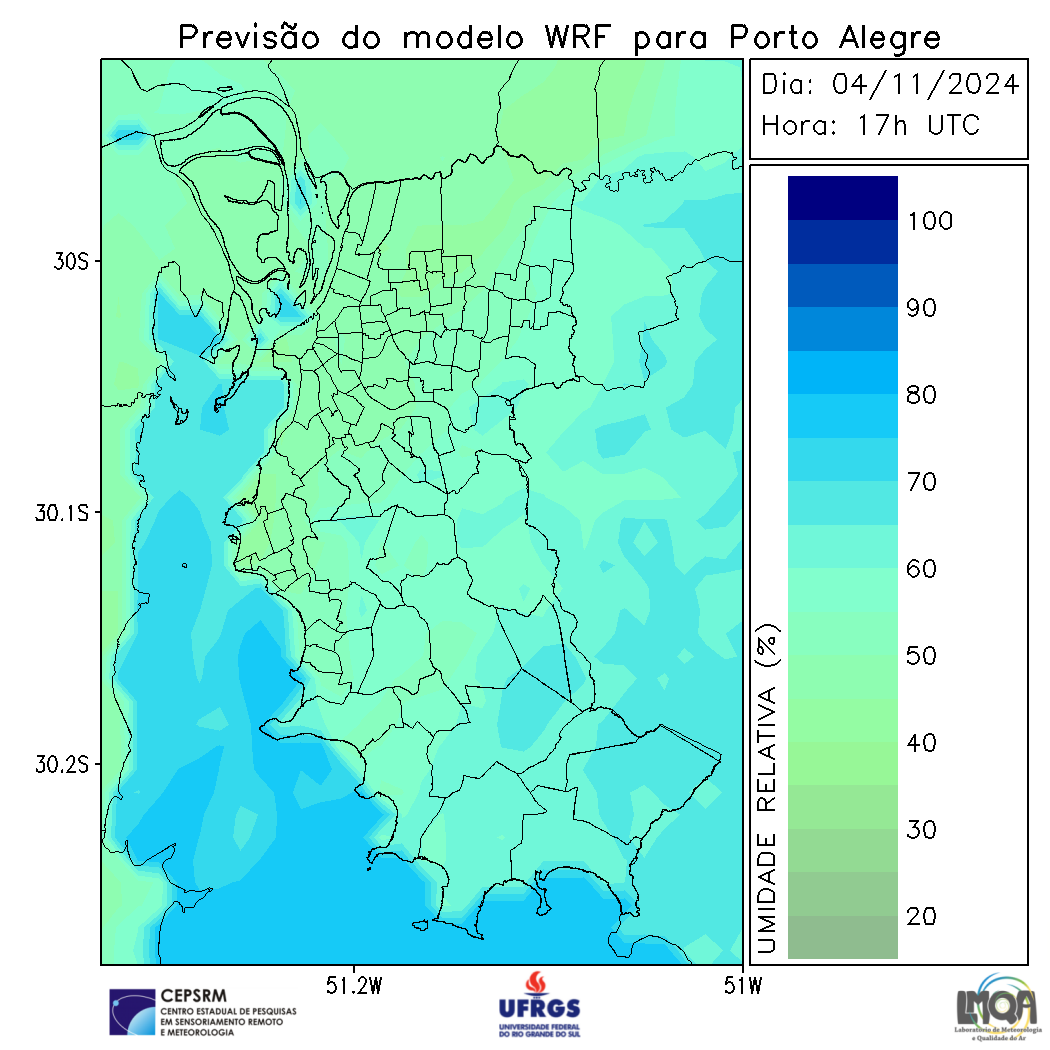 Previsão do modelo WRF para Porto Alegre
Dia: 04/11/2024
Hora: 17h UTC
30S
30.1S
30.2S
51.2W
51W
100
90
80
70
60
50
40
30
20
UMIDADE RELATIVA (%)
CEPSRM
CENTRO ESTADUAL DE PESQUISAS
EM SENSORIAMENTO REMOTO
E METEOROLOGIA
UFRGS
UNIVERSIDADE FEDERAL
DO RIO GRANDE DO SUL
LMQA
Laboratório de Meteorologia
e Qualidade do Ar